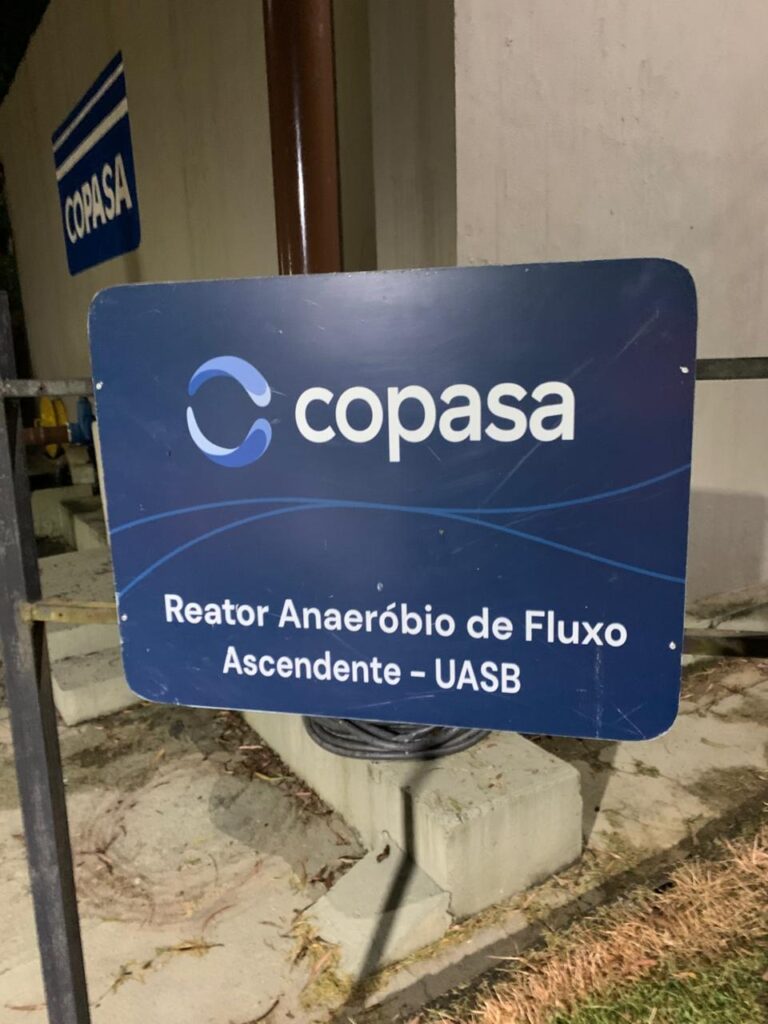 COPASA
copasa
Reator Anaeróbio de Fluxo
Ascendente - UASB